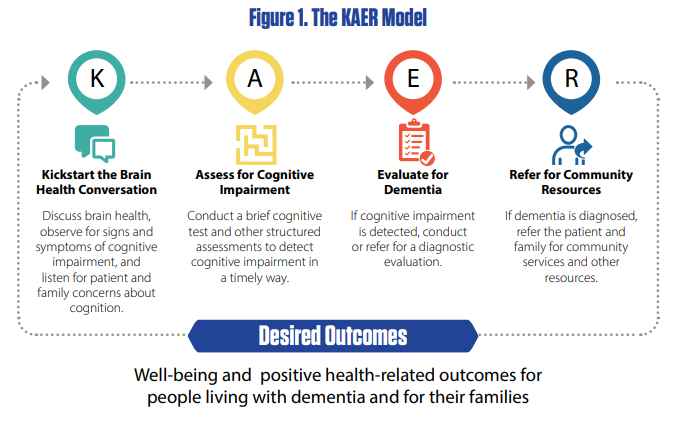 Figure 1. The KAER Model
K
A
E
R
Kickstart the Brain
Health Conversation
Discuss brain health,
observe for signs and
symptoms of cognitive
impairment, and
listen for patient and
family concerns about
cognition.
Assess for Cognitive
Impairment
Conduct a brief cognitive
test and other structured
assessments to detect
cognitive impairment in
a timely way.
Evaluate for
Dementia
If cognitive impairment
is detected, conduct
or refer for a diagnostic
evaluation.
Refer for Community
Resources
If dementia is diagnosed,
refer the patient and
family for community
services and other
resources.
Desired Outcomes
Well-being and positive health-related outcomes for
people living with dementia and for their families